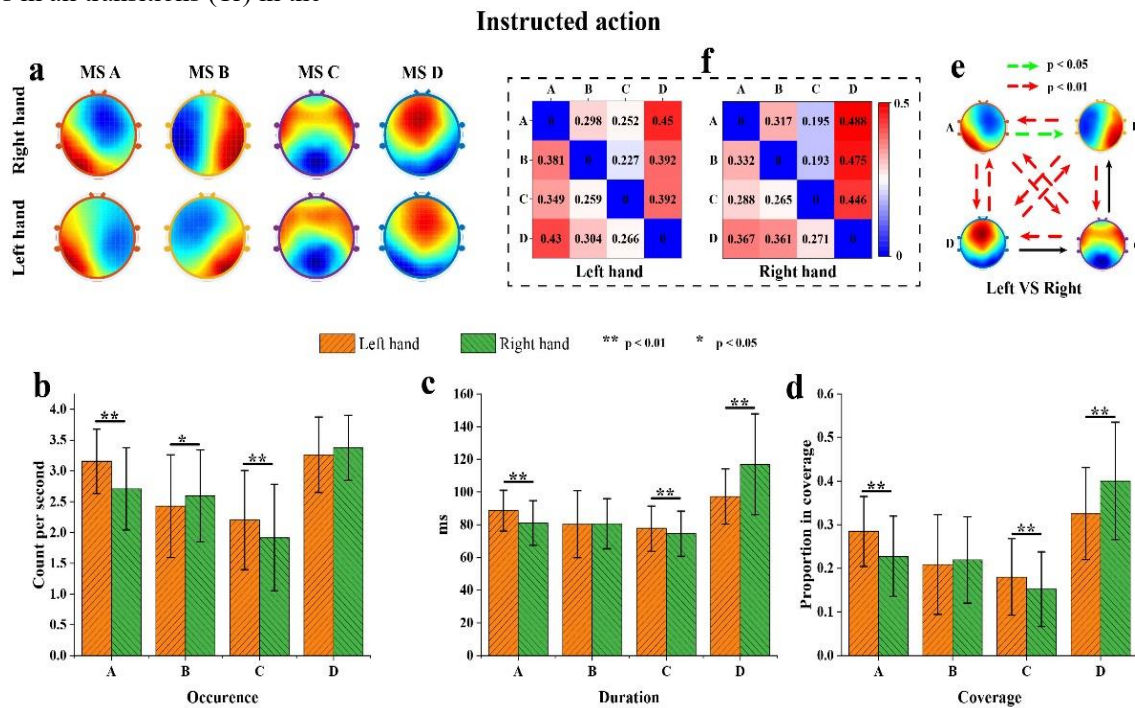 Instructed action
a
MS A MS B MS C MS D
Right hand
Left hand
f
A B C D
A 0 0.298 0.252 0.45
B 0.381 0 0.227 0.392
C 0.349 0.259 0 0.392
D 0.43 0.304 0.266 0
Left hand
A B C D
A 0 0.317 0.195 0.488
B 0.332 0 0.193 0.475
C 0.288 0.265 0 0.446
D 0.367 0.361 0.271 0
Right hand
0.5
0
e
p < 0.05
p < 0.01
A
D
Left VS Right
Left hand Right hand ** p < 0.01 * p < 0.05
b
Count per second
4.0
3.5
3.0
2.5
2.0
1.5
1.0
0.5
0.0
** * **
A B C D
Occurence
c
ms
160
140
120
100
80
60
40
20
0
** ** **
A B C D
Duration
d
Proportion in coverage
0.6
0.5
0.4
0.3
0.2
0.1
0.0
** ** **
A B C D
Coverage